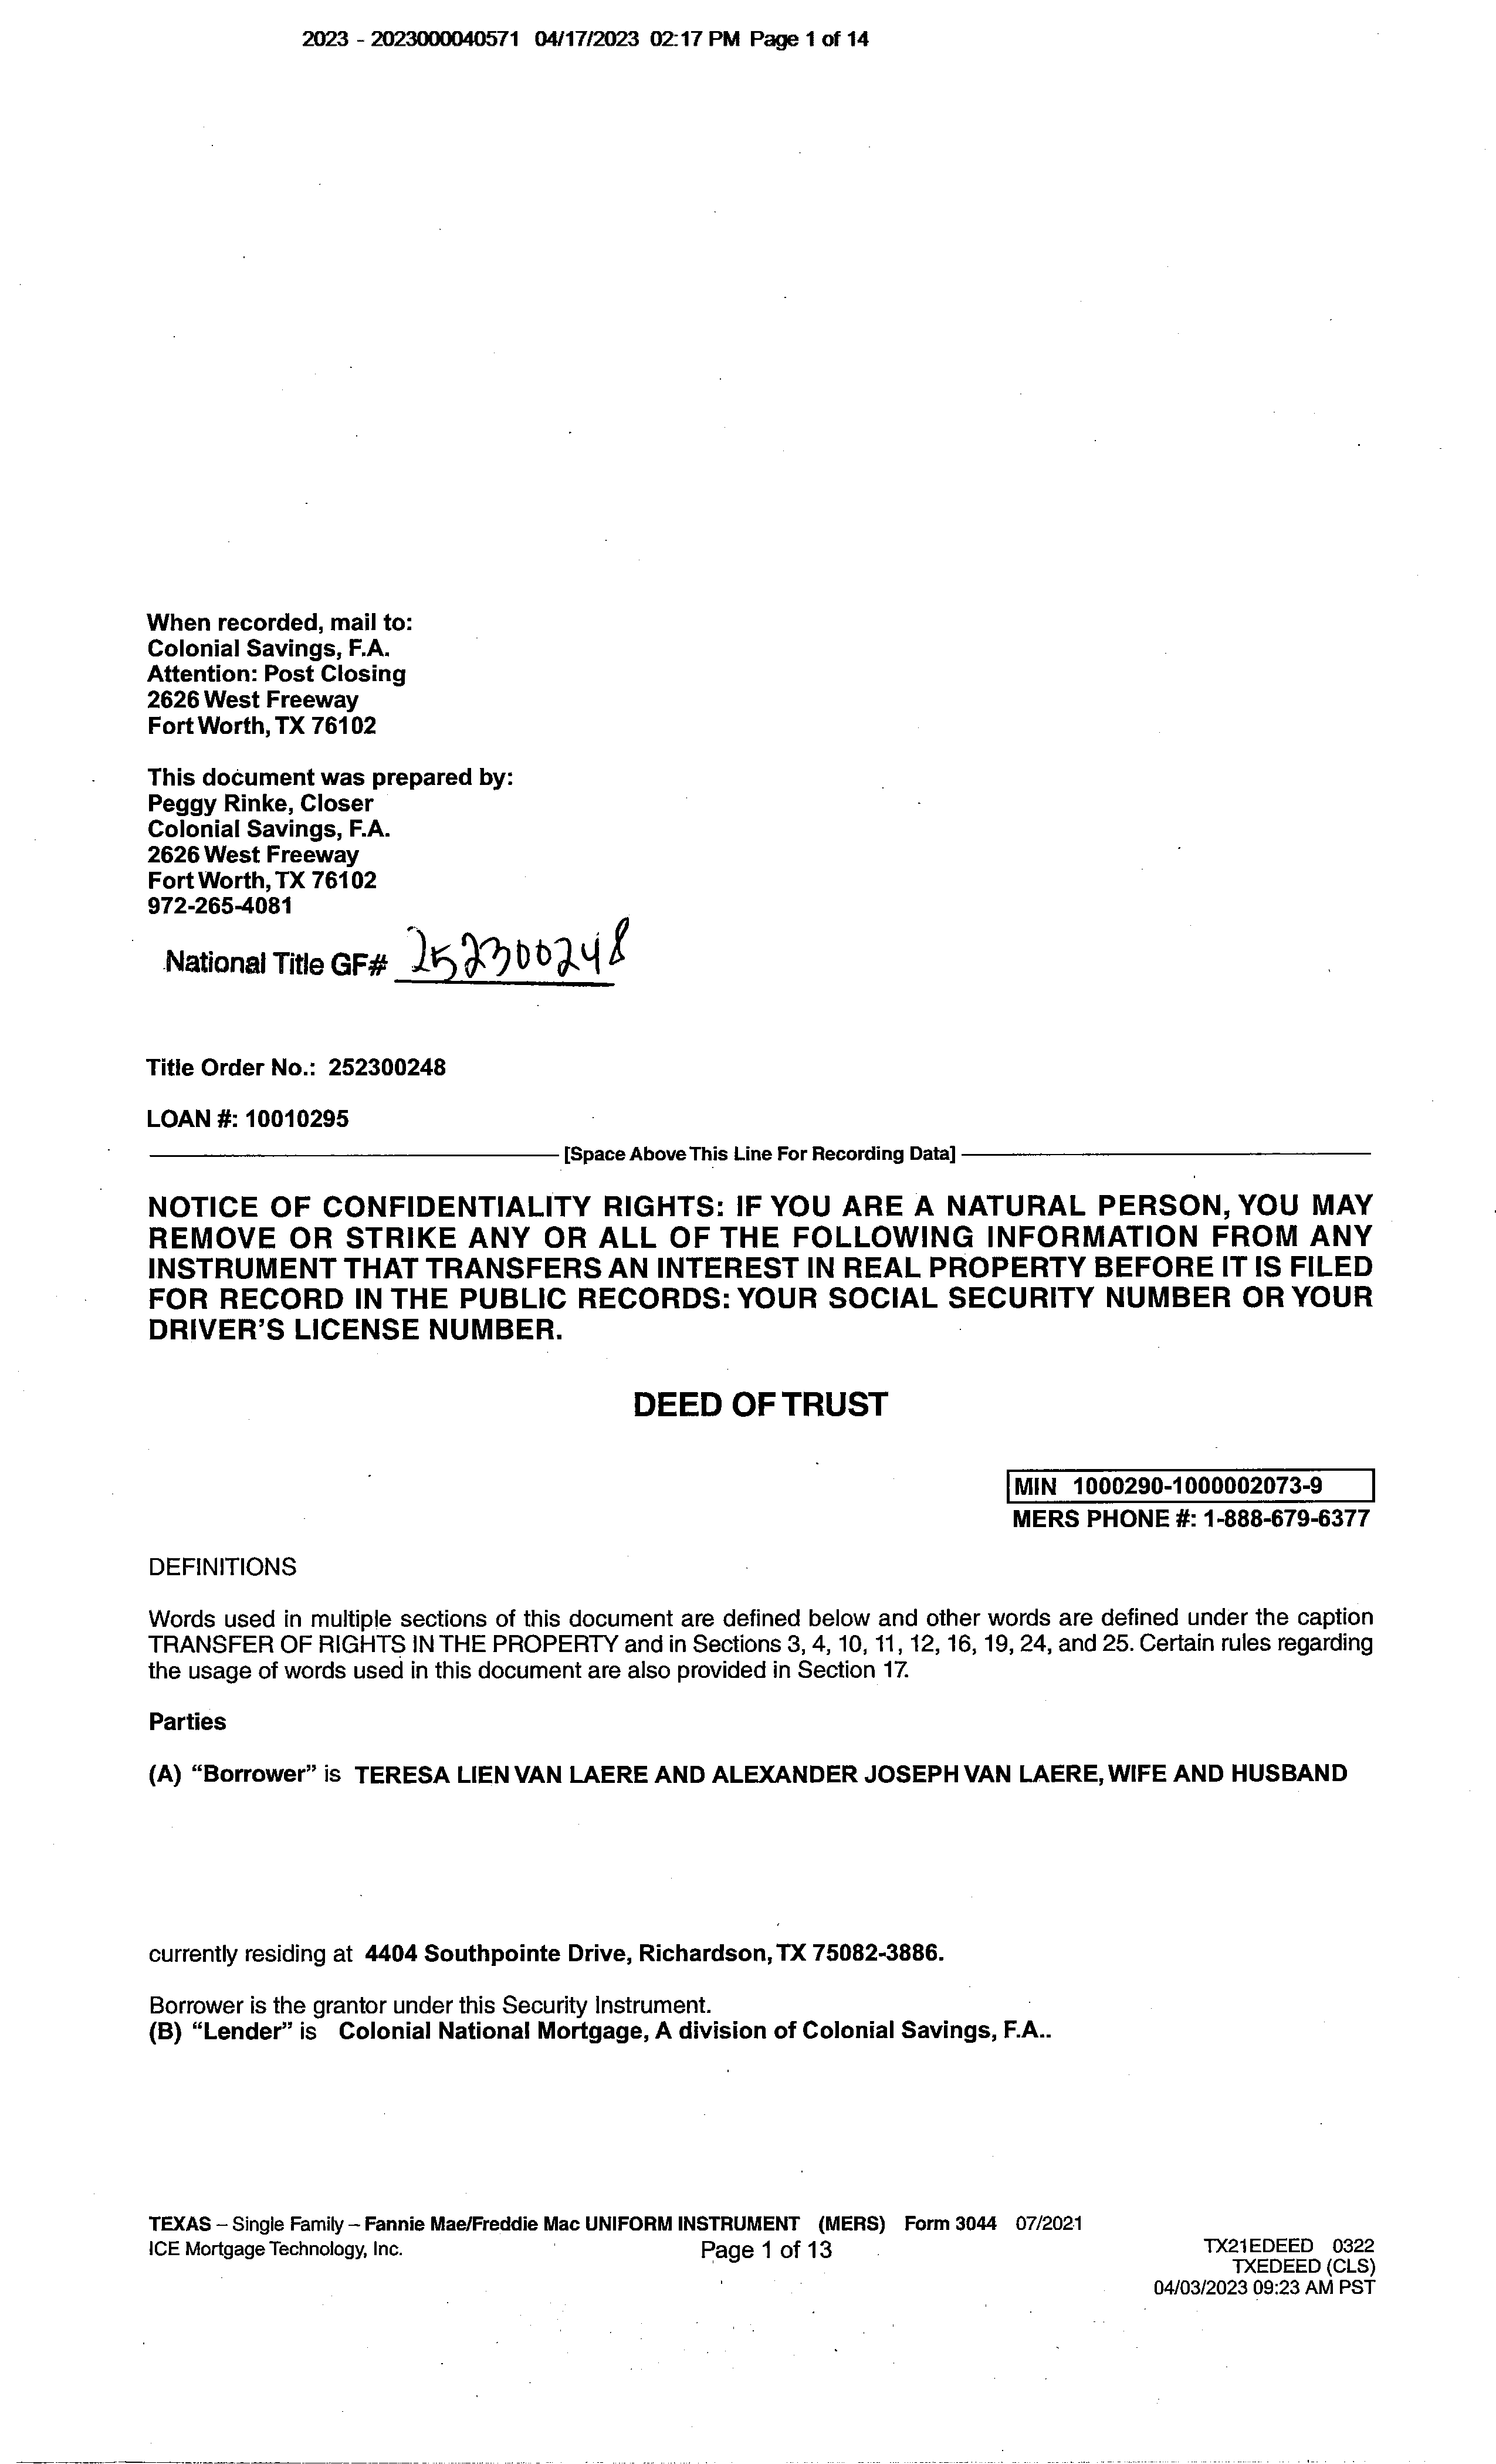 2023 - 2023000040571 04/17/2023 02:17 PM Page 1 of 14
When recorded, mail to:
Colonial Savings, F.A.
Attention: Post Closing
2626 West Freeway
Fort Worth, TX 76102
This document was prepared by:
Peggy Rinke, Closer
Colonial Savings, F.A.
2626 West Freeway
Fort Worth, TX 76102
972-265-4081
National Title GF# 252300248
Title Order No.: 252300248
LOAN #: 10010295
[Space Above This Line For Recording Data]
NOTICE OF CONFIDENTIALITY RIGHTS: IF YOU ARE A NATURAL PERSON, YOU MAY
REMOVE OR STRIKE ANY OR ALL OF THE FOLLOWING INFORMATION FROM ANY
INSTRUMENT THAT TRANSFERS AN INTEREST IN REAL PROPERTY BEFORE IT IS FILED
FOR RECORD IN THE PUBLIC RECORDS: YOUR SOCIAL SECURITY NUMBER OR YOUR
DRIVER'S LICENSE NUMBER.
DEED OF TRUST
MIN 1000290-1000002073-9
MERS PHONE #: 1-888-679-6377
DEFINITIONS
Words used in multiple sections of this document are defined below and other words are defined under the caption
TRANSFER OF RIGHTS IN THE PROPERTY and in Sections 3, 4, 10, 11, 12, 16, 19, 24, and 25. Certain rules regarding
the usage of words used in this document are also provided in Section 17.
Parties
(A) “Borrower” is TERESA LIEN VAN LAERE AND ALEXANDER JOSEPH VAN LAERE, WIFE AND HUSBAND
currently residing at 4404 Southpointe Drive, Richardson, TX 75082-3886.
Borrower is the grantor under this Security Instrument.
(B) “Lender” is Colonial National Mortgage, A division of Colonial Savings, F.A..
TEXAS – Single Family – Fannie Mae/Freddie Mac UNIFORM INSTRUMENT (MERS) Form 3044 07/2021
ICE Mortgage Technology, Inc. Page 1 of 13 TX21EDEED 0322
TXEDEED (CLS)
04/03/2023 09:23 AM PST